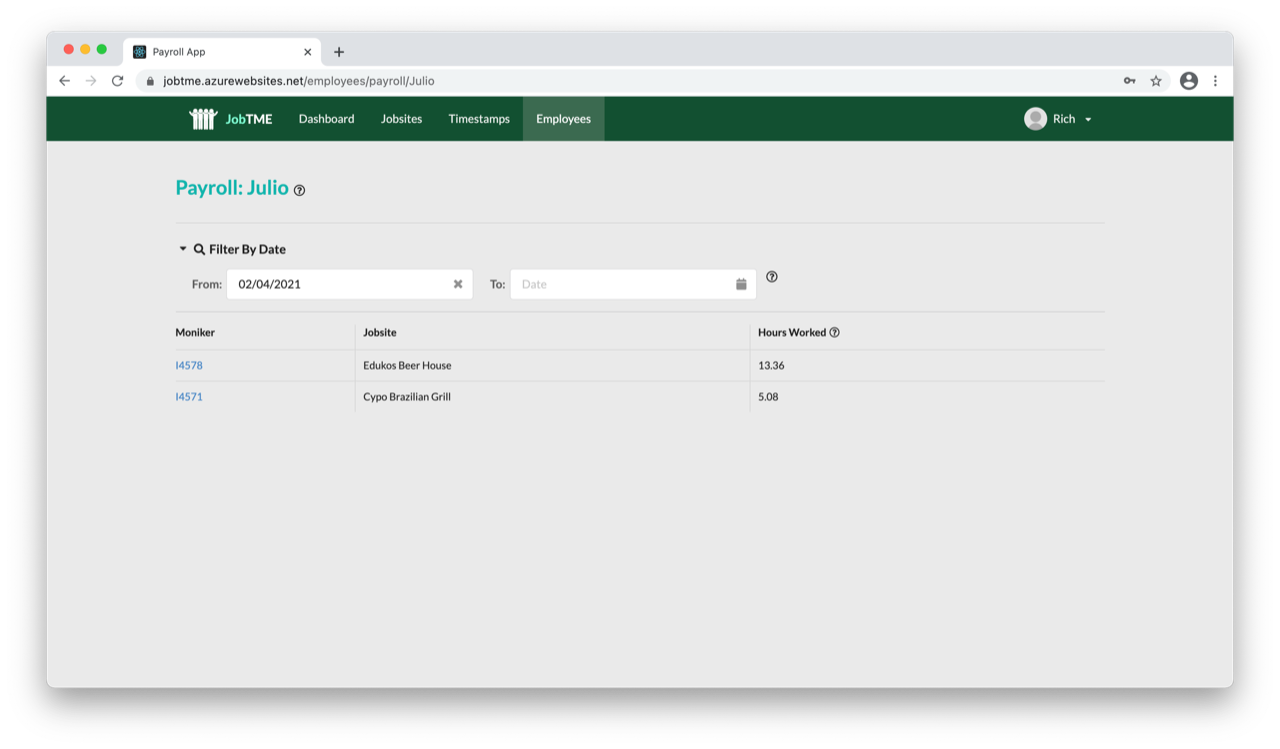 Payroll App
jobtme.azurewebsites.net/employees/payroll/Julio
JobTME Dashboard Jobsites Timestamps Employees Rich
Payroll: Julio
Filter By Date
From: 02/04/2021 To: Date
Moniker Jobsite Hours Worked
I4578 Edukos Beer House 13.36
I4571 Cypo Brazilian Grill 5.08